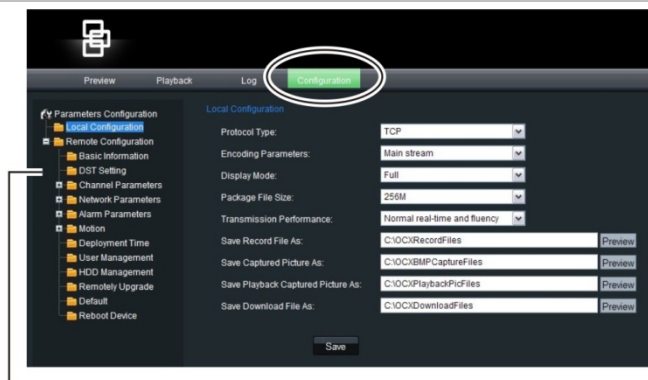 Preview Playback Log Configuration
Parameters Configuration
Local Configuration
Remote Configuration
Basic Information
DST Setting
Channel Parameters
Network Parameters
Alarm Parameters
Motion
Deployment Time
User Management
HDD Management
Remotely Upgrade
Default
Reboot Device
Local Configuration
Protocol Type: TCP
Encoding Parameters: Main stream
Display Mode: Full
Package File Size: 256M
Transmission Performance: Normal real-time and fluency
Save Record File As: C:\OCXRecordFiles Preview
Save Captured Picture As: C:\OCXBMPCaptureFiles Preview
Save Playback Captured Picture As: C:\OCXPlaybackPicFiles Preview
Save Download File As: C:\OCXDownloadFiles Preview
Save